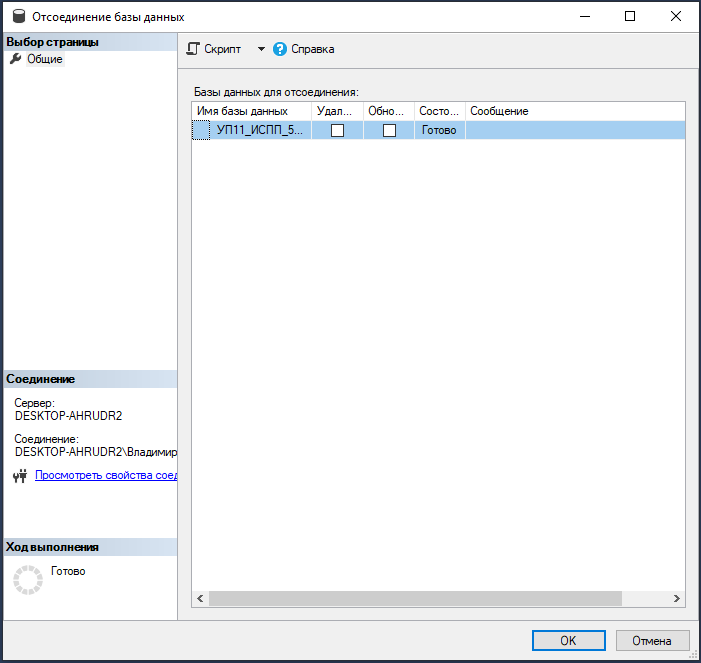 Отсоединение базы данных
Выбор страницы
Общие
Скрипт
Справка
Базы данных для отсоединения:
Имя базы данных Удал... Обно... Состо... Сообщение
УП11_ИСПП_5... Готово
Соединение
Сервер:
DESKTOP-AHRUDR2
Соединение:
DESKTOP-AHRUDR2\Владимир
Просмотреть свойства соед
Ход выполнения
Готово
OK
Отмена